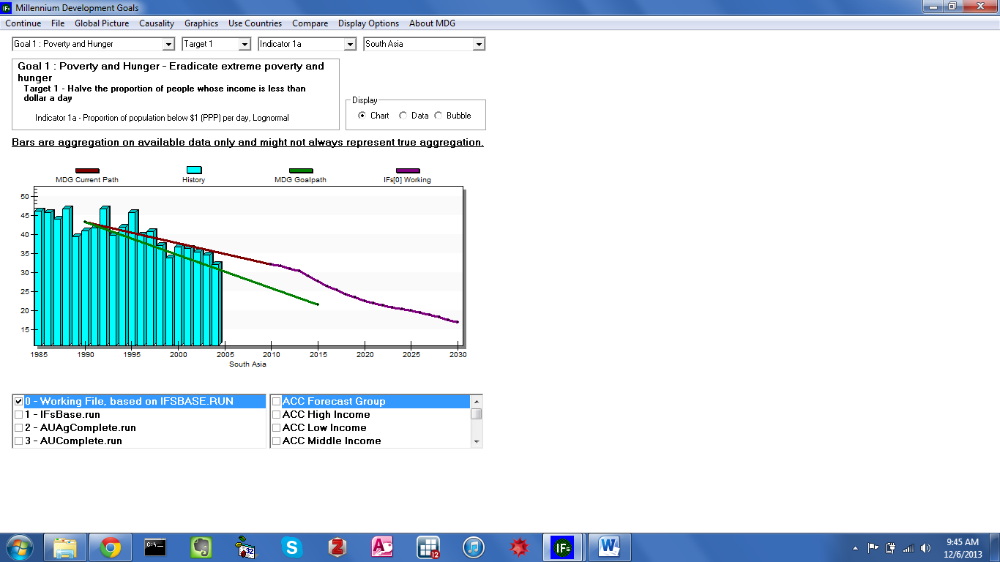 IFs Millennium Development Goals
Continue File Global Picture Causality Graphics Use Countries Compare Display Options About MDG
Goal 1 : Poverty and Hunger Target 1 Indicator 1a South Asia
Goal 1 : Poverty and Hunger - Eradicate extreme poverty and
hunger
Target 1 - Halve the proportion of people whose income is less than
dollar a day
Indicator 1a - Proportion of population below $1 (PPP) per day, Lognormal
Display
Chart Data Bubble
Bars are aggregation on available data only and might not always represent true aggregation.
MDG Current Path History MDG Goalpath IFs[0] Working
50
45
40
35
30
25
20
15
1985 1990 1995 2000 2005 2010 2015 2020 2025 2030
South Asia
0 - Working File, based on IFSBASE.RUN
1 - IFsBase.run
2 - AUAgComplete.run
3 - AUComplete.run
ACC Forecast Group
ACC High Income
ACC Low Income
ACC Middle Income
C:\
32
S
Z
A
12
IFs
W
9:45 AM
12/6/2013